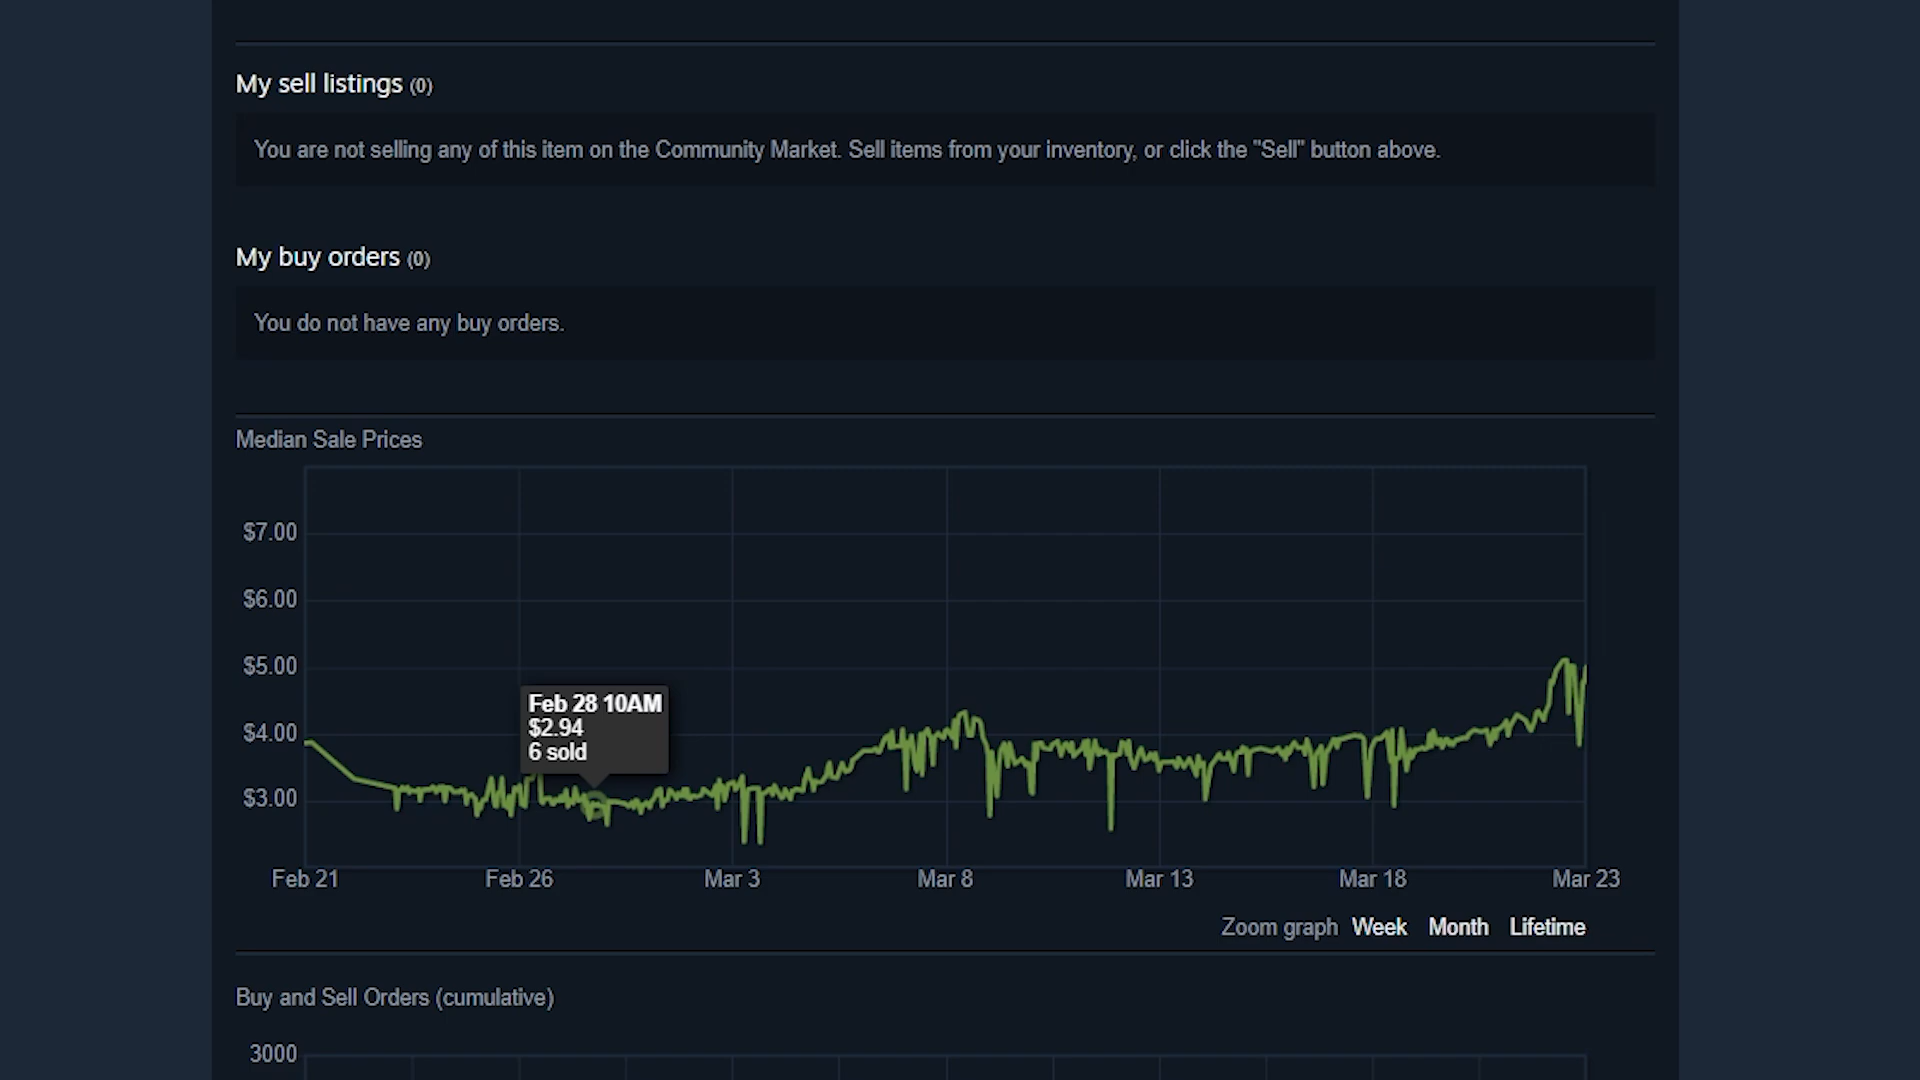 My sell listings (0)
You are not selling any of this item on the Community Market. Sell items from your inventory, or click the "Sell" button above.
My buy orders (0)
You do not have any buy orders.
Median Sale Prices
$7.00
$6.00
$5.00
Feb 28 10AM
$2.94
6 sold
$4.00
$3.00
Feb 21 Feb 26 Mar 3 Mar 8 Mar 13 Mar 18 Mar 23
Zoom graph Week Month Lifetime
Buy and Sell Orders (cumulative)
3000